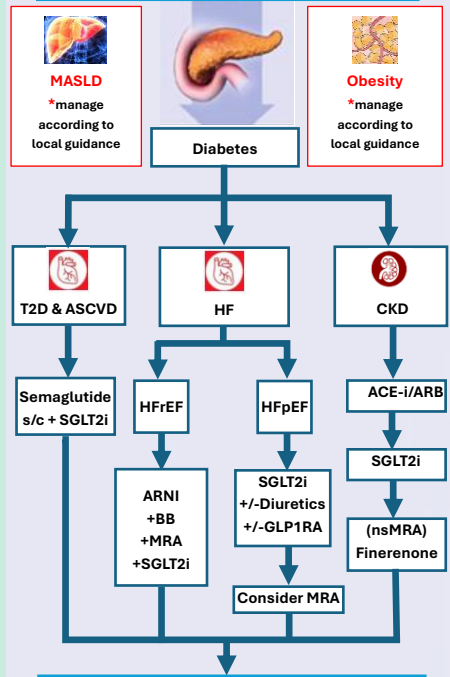 MASLD
*manage
according to
local guidance
Obesity
*manage
according to
local guidance
Diabetes
T2D & ASCVD
HF
CKD
Semaglutide
s/c + SGLT2i
HFrEF
HFpEF
ACE-i/ARB
SGLT2i
ARNI
+BB
+MRA
+SGLT2i
SGLT2i
+/-Diuretics
+/-GLP1RA
(nsMRA)
Finerenone
Consider MRA